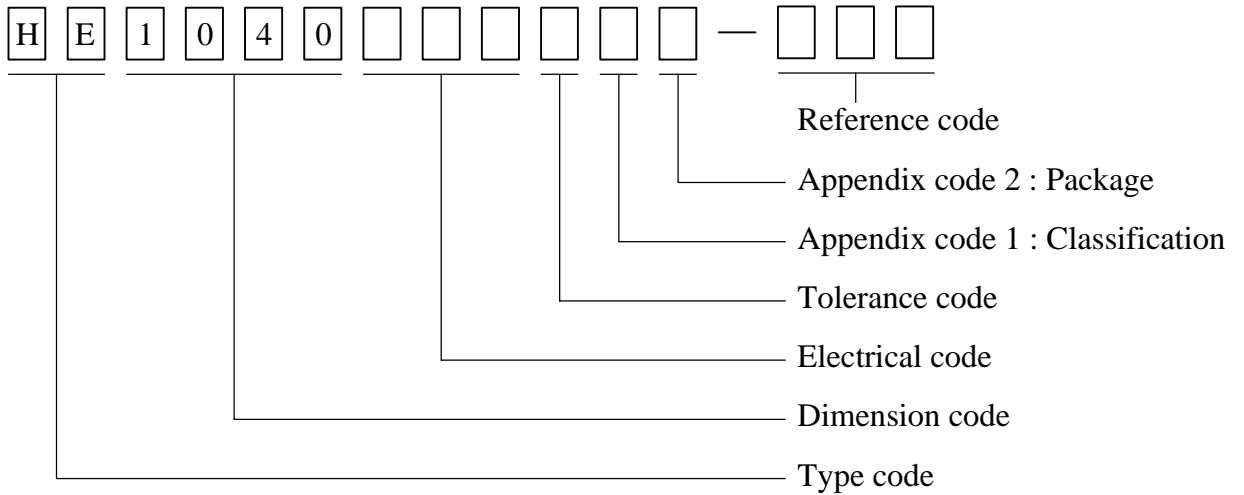 H E 1 0 4 0 —
Reference code
Appendix code 2 : Package
Appendix code 1 : Classification
Tolerance code
Electrical code
Dimension code
Type code